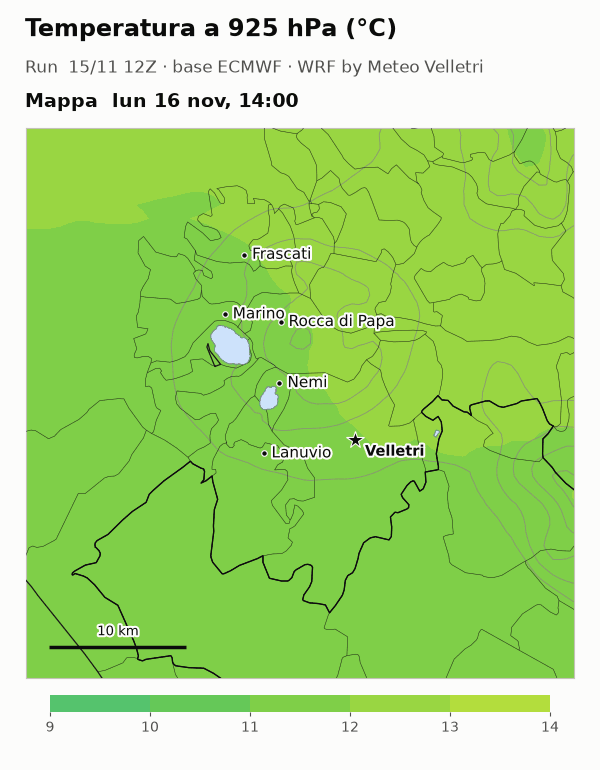 Temperatura a 925 hPa (°C)
Run  15/11 12Z · base ECMWF · WRF by Meteo Velletri
Mappa  lun 16 nov, 14:00
Frascati
Marino
Rocca di Papa
Nemi
Velletri
Lanuvio
10 km
9 10 11 12 13 14